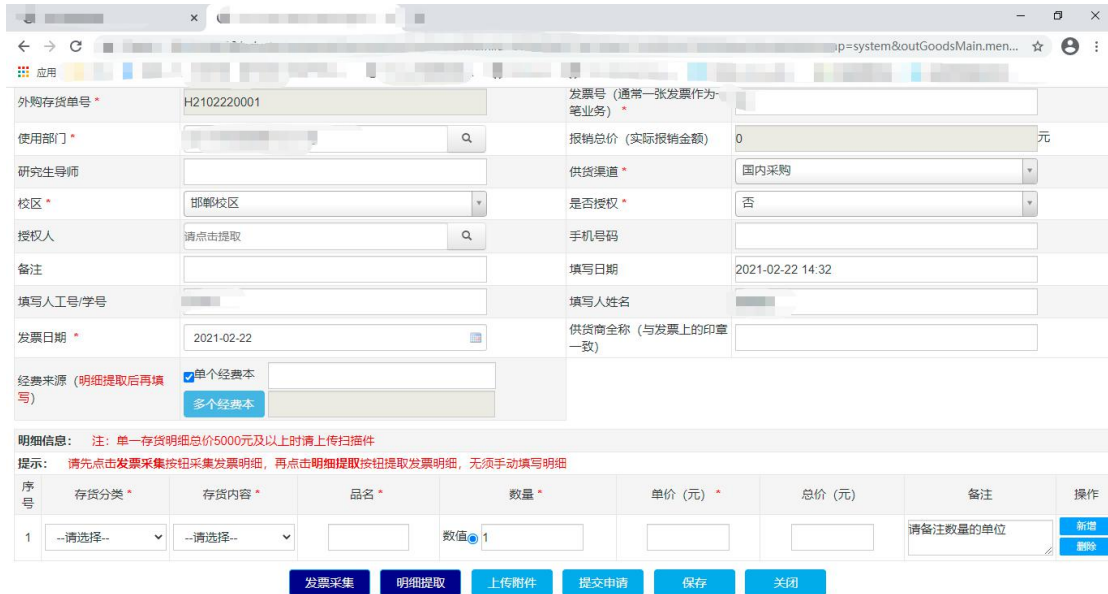 ap=system&outGoodsMain.men...
应用
外购存货单号 * H2102220001 发票号（通常一张发票作为一笔业务）*
使用部门 * 报销总价（实际报销金额） 0 元
研究生导师 供货渠道 * 国内采购
校区 * 邯郸校区 是否授权 * 否
授权人 请点击提取 手机号码
备注 填写日期 2021-02-22 14:32
填写人工号/学号 填写人姓名
发票日期 * 2021-02-22 供货商全称（与发票上的印章一致）
经费来源（明细提取后再填写） 单个经费本
多个经费本
明细信息： 注：单一存货明细总价5000元及以上时请上传扫描件
提示： 请先点击发票采集按钮采集发票明细，再点击明细提取按钮提取发票明细，无须手动填写明细
序号 存货分类 * 存货内容 * 品名 * 数量 * 单价（元） * 总价（元） 备注 操作
1 --请选择-- --请选择-- 数值 1 请备注数量的单位 新增
删除
发票采集 明细提取 上传附件 提交申请 保存 关闭